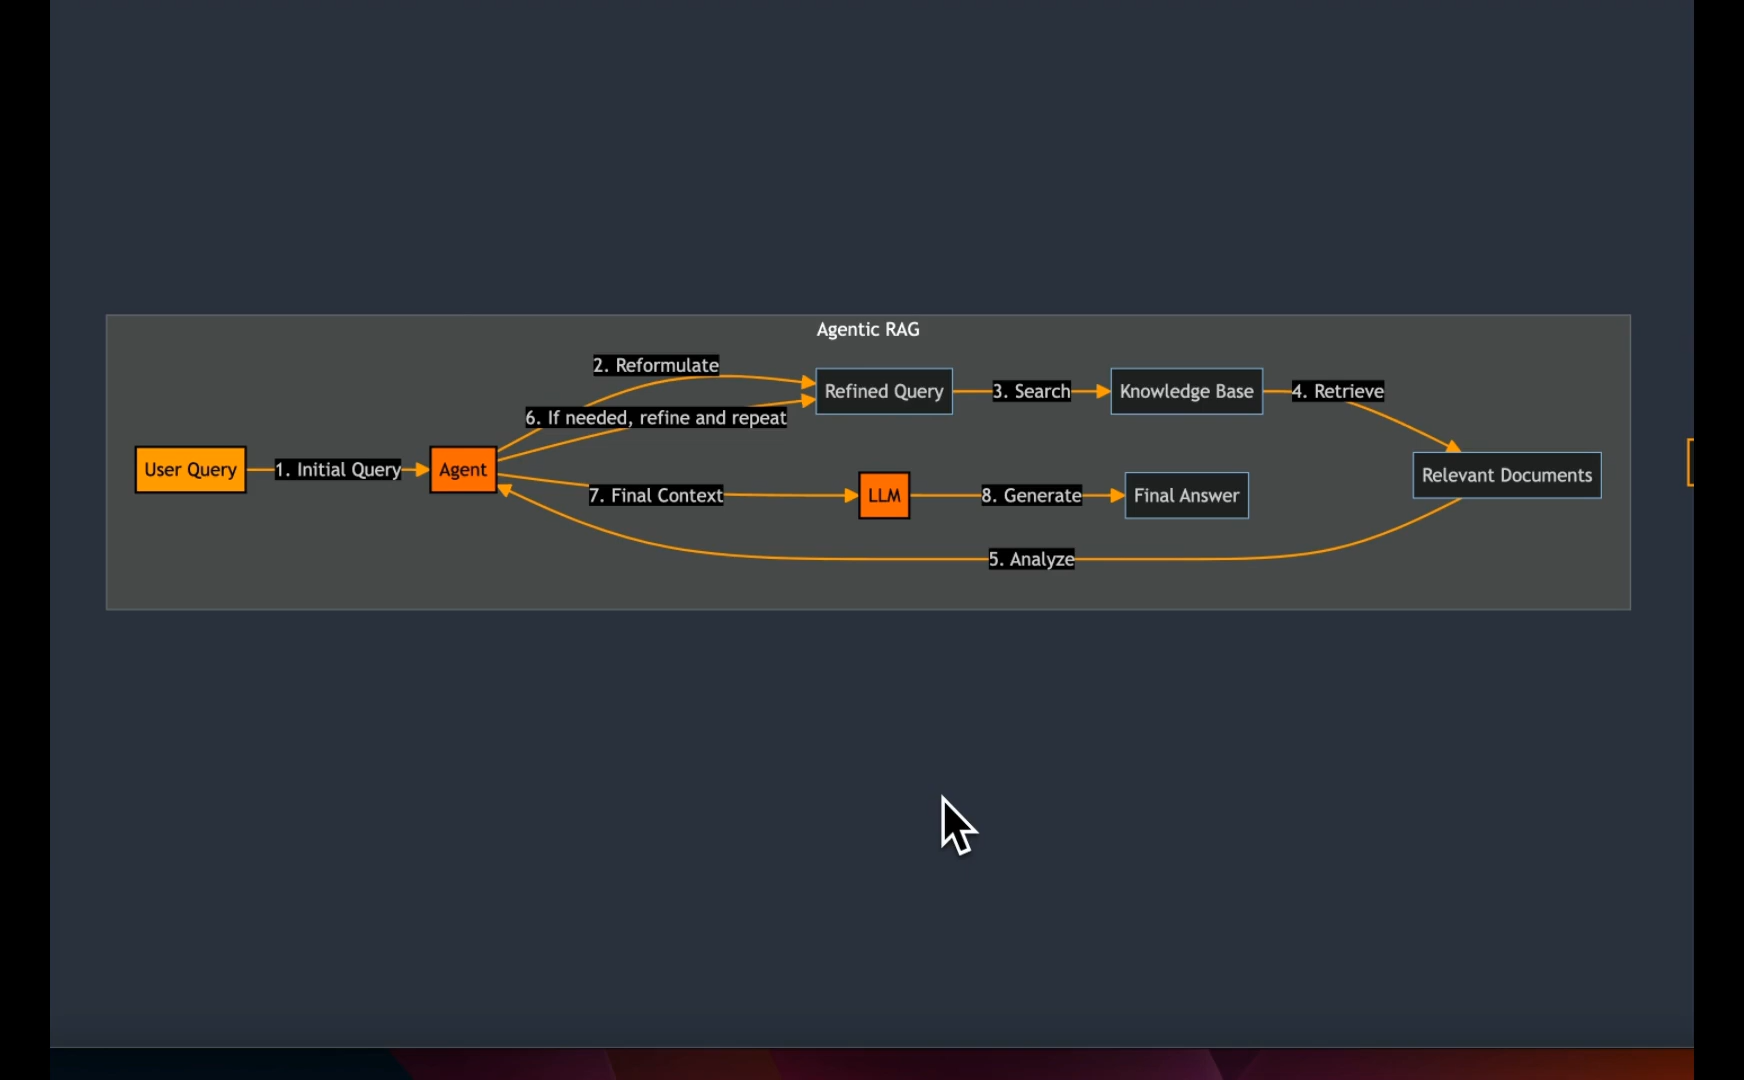 Agentic RAG
2. Reformulate
Refined Query
3. Search
Knowledge Base
4. Retrieve
6. If needed, refine and repeat
User Query
1. Initial Query
Agent
Relevant Documents
7. Final Context
LLM
8. Generate
Final Answer
5. Analyze